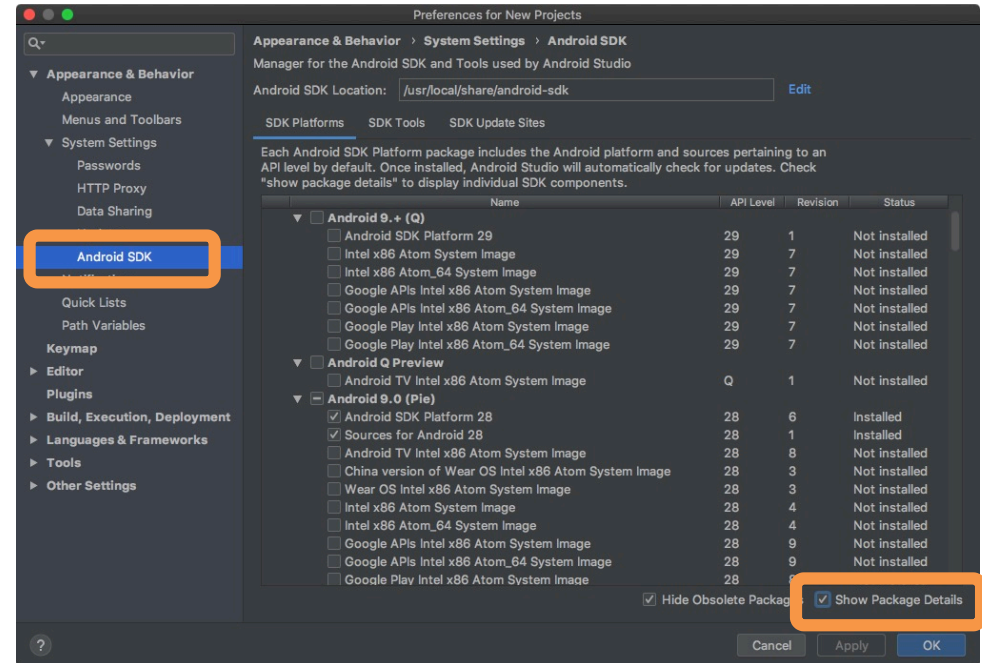 Preferences for New Projects
Appearance & Behavior
Appearance
Menus and Toolbars
System Settings
Passwords
HTTP Proxy
Data Sharing
Android SDK
Quick Lists
Path Variables
Keymap
Editor
Plugins
Build, Execution, Deployment
Languages & Frameworks
Tools
Other Settings
?
Appearance & Behavior › System Settings › Android SDK
Manager for the Android SDK and Tools used by Android Studio
Android SDK Location: /usr/local/share/android-sdk Edit
SDK Platforms SDK Tools SDK Update Sites
Each Android SDK Platform package includes the Android platform and sources pertaining to an
API level by default. Once installed, Android Studio will automatically check for updates. Check
"show package details" to display individual SDK components.
Name API Level Revision Status
Android 9.+ (Q)
Android SDK Platform 29 29 1 Not installed
Intel x86 Atom System Image 29 7 Not installed
Intel x86 Atom_64 System Image 29 7 Not installed
Google APIs Intel x86 Atom System Image 29 7 Not installed
Google APIs Intel x86 Atom_64 System Image 29 7 Not installed
Google Play Intel x86 Atom System Image 29 7 Not installed
Google Play Intel x86 Atom_64 System Image 29 7 Not installed
Android Q Preview
Android TV Intel x86 Atom System Image Q 1 Not installed
Android 9.0 (Pie)
Android SDK Platform 28 28 6 Installed
Sources for Android 28 28 1 Installed
Android TV Intel x86 Atom System Image 28 8 Not installed
China version of Wear OS Intel x86 Atom System Image 28 3 Not installed
Wear OS Intel x86 Atom System Image 28 3 Not installed
Intel x86 Atom System Image 28 4 Not installed
Intel x86 Atom_64 System Image 28 4 Not installed
Google APIs Intel x86 Atom System Image 28 9 Not installed
Google APIs Intel x86 Atom_64 System Image 28 9 Not installed
Google Play Intel x86 Atom System Image 28
Hide Obsolete Packages Show Package Details
Cancel Apply OK